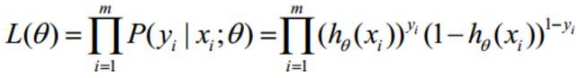 L(θ) = ∏_{i=1}^{m} P(y_i | x_i; θ) = ∏_{i=1}^{m} (h_θ(x_i))^{y_i} (1 − h_θ(x_i))^{1−y_i}